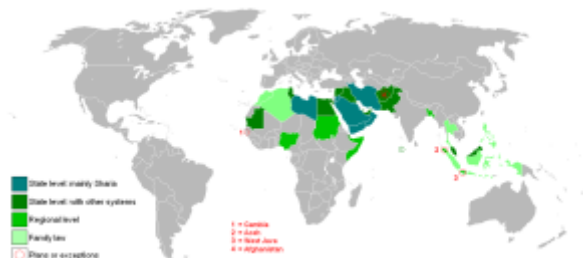 1
2
3
State level: mainly Sharia
State level: with other systems
Regional level
Family law
Plans or exceptions
1 = Gambia
2 = Aceh
3 = West Java
4 = Afghanistan